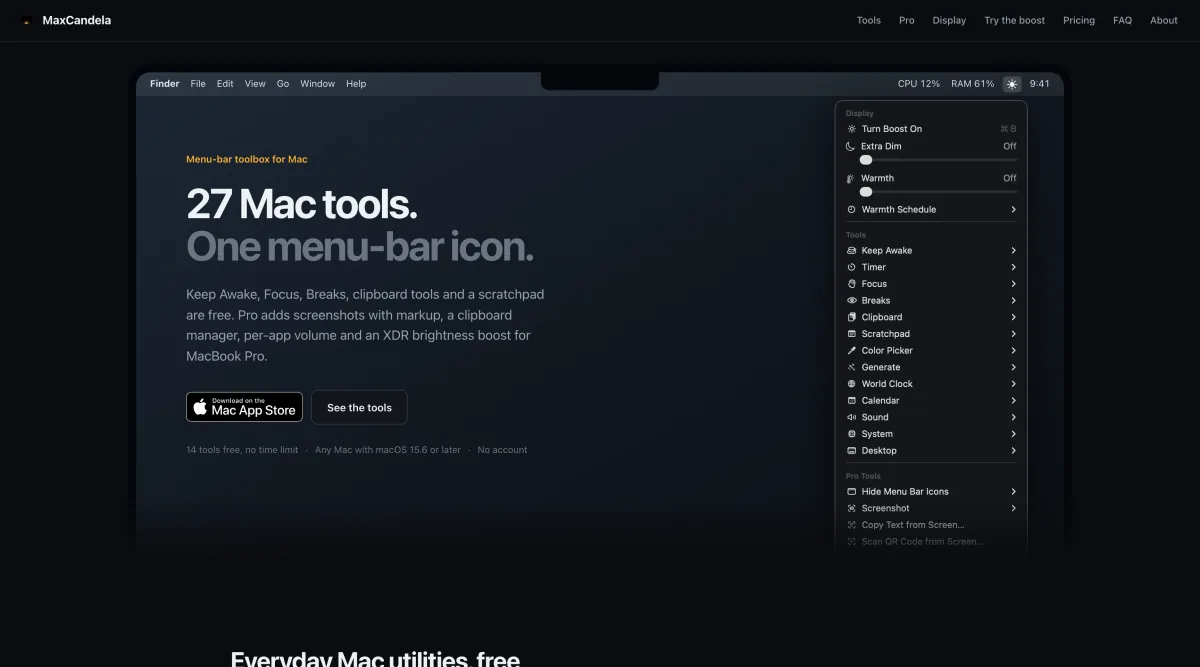 MaxCandela
Tools Pro Display Try the boost Pricing FAQ About
Finder File Edit View Go Window Help
CPU 12% RAM 61% 9:41
Menu-bar toolbox for Mac
27 Mac tools.
One menu-bar icon.
Keep Awake, Focus, Breaks, clipboard tools and a scratchpad
are free. Pro adds screenshots with markup, a clipboard
manager, per-app volume and an XDR brightness boost for
MacBook Pro.
Download on the
Mac App Store
See the tools
14 tools free, no time limit · Any Mac with macOS 15.6 or later · No account
Display
Turn Boost On ⌘ B
Extra Dim Off
Warmth Off
Warmth Schedule
Tools
Keep Awake
Timer
Focus
Breaks
Clipboard
Scratchpad
Color Picker
Generate
World Clock
Calendar
Sound
System
Desktop
Pro Tools
Hide Menu Bar Icons
Screenshot
Copy Text from Screen...
Scan QR Code from Screen...
Everyday Mac utilities, free